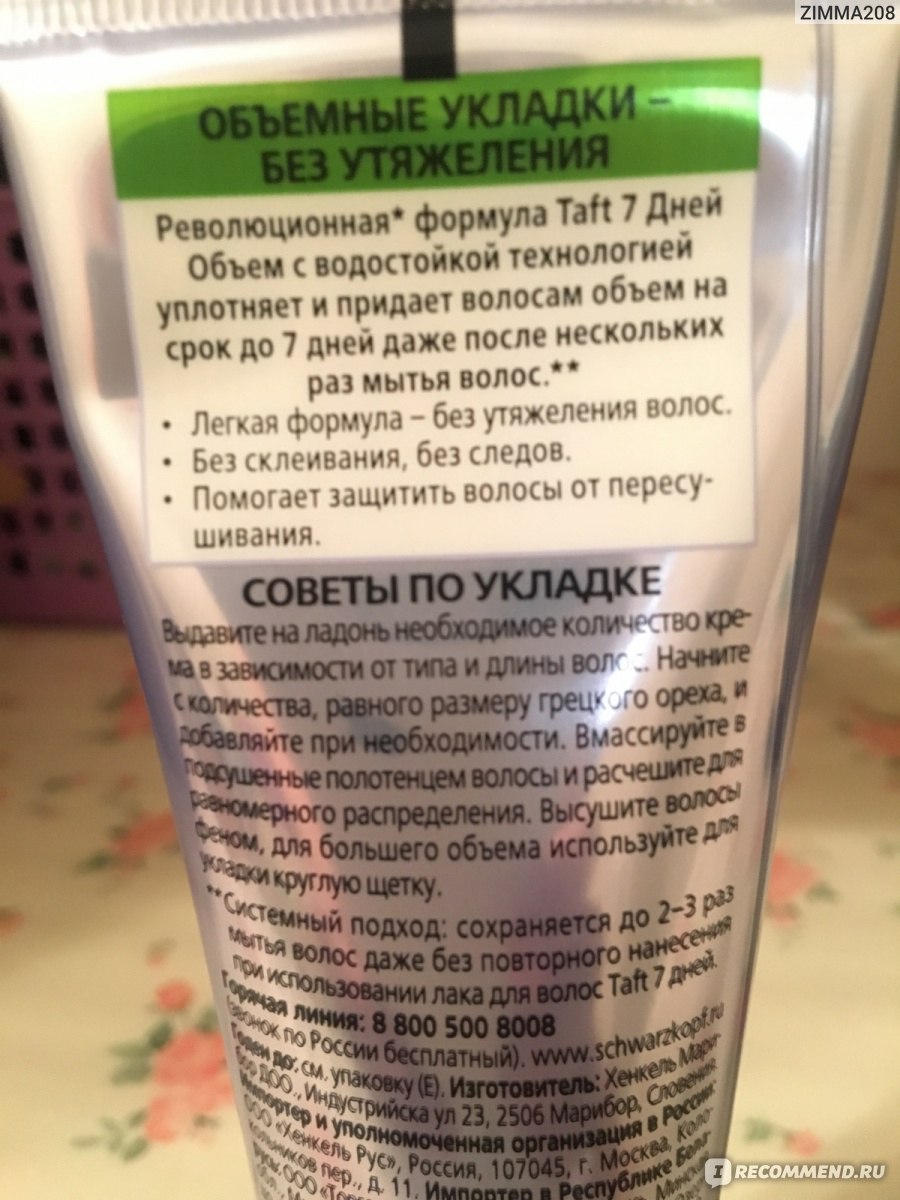 ZIMMA208
ОБЪЕМНЫЕ УКЛАДКИ –
БЕЗ УТЯЖЕЛЕНИЯ
Революционная* формула Taft 7 Дней
Объем с водостойкой технологией
уплотняет и придает волосам объем на
срок до 7 дней даже после нескольких
раз мытья волос.**
• Легкая формула – без утяжеления волос.
• Без склеивания, без следов.
• Помогает защитить волосы от пересу-
шивания.
СОВЕТЫ ПО УКЛАДКЕ
Выдавите на ладонь необходимое количество кре-
ма в зависимости от типа и длины волос. Начните
с количества, равного размеру грецкого ореха, и
добавляйте при необходимости. Вмассируйте в
подсушенные полотенцем волосы и расчешите для
равномерного распределения. Высушите волосы
феном, для большего объема используйте для
укладки круглую щетку.
**Системный подход: сохраняется до 2–3 раз
мытья волос даже без повторного нанесения
при использовании лака для волос Taft 7 дней.
Горячая линия: 8 800 500 8008
(звонок по России бесплатный). www.schwarzkopf.ru
Годен до: см. упаковку (Е). Изготовитель: Хенкель Мари-
бор ДОО., Индустрийска ул 23, 2506 Марибор, Словения.
Импортер и уполномоченная организация в России:
ООО «Хенкель Рус», Россия, 107045, г. Москва, Коло-
кольников пер., д. 11. Импортер в Республике Бела-
русь: ООО
IRECOMMEND.RU